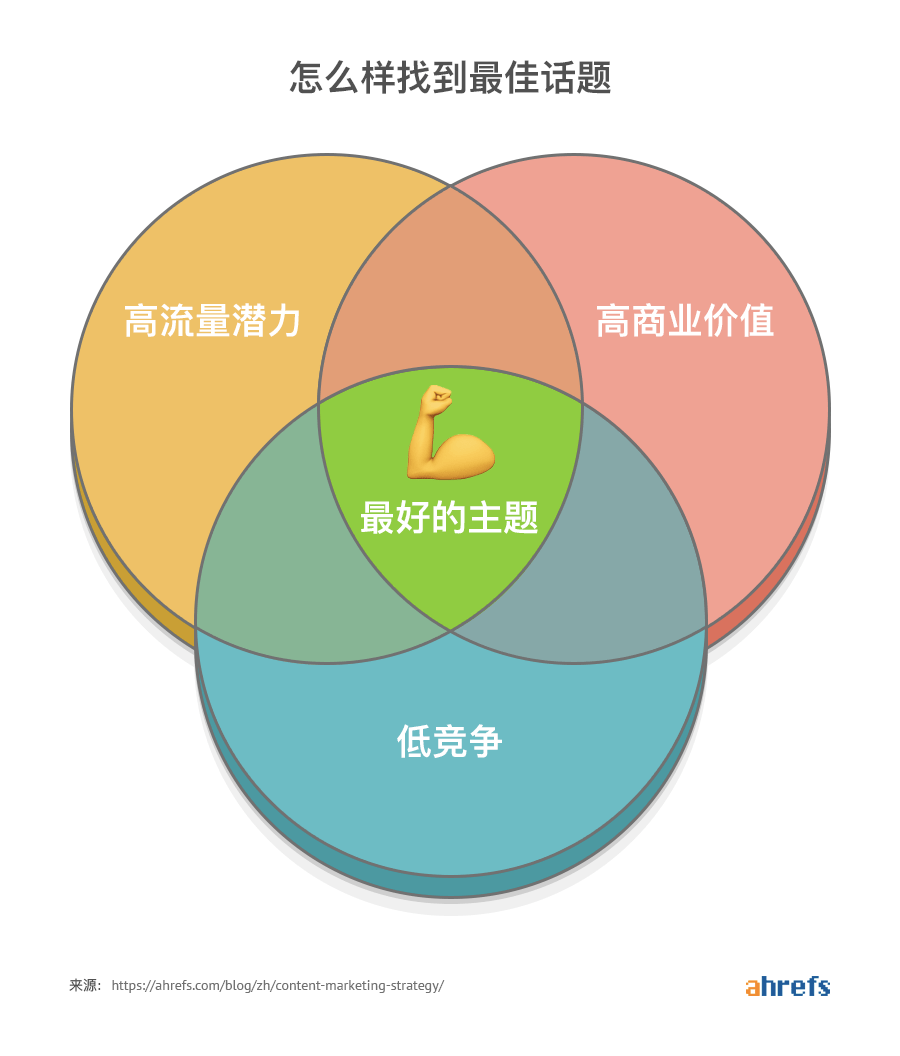 怎么样找到最佳话题
高流量潜力
高商业价值
最好的主题
低竞争
来源: https://ahrefs.com/blog/zh/content-marketing-strategy/
ahrefs